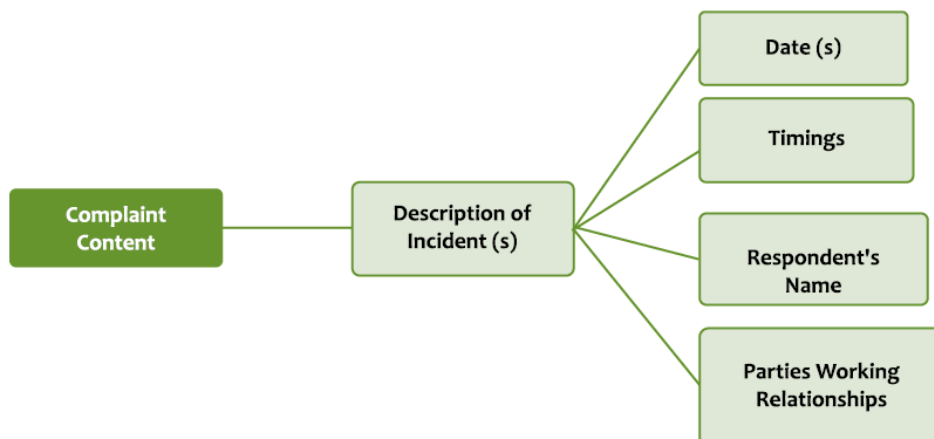 Complaint
Content
Description of
Incident (s)
Date (s)
Timings
Respondent's
Name
Parties Working
Relationships